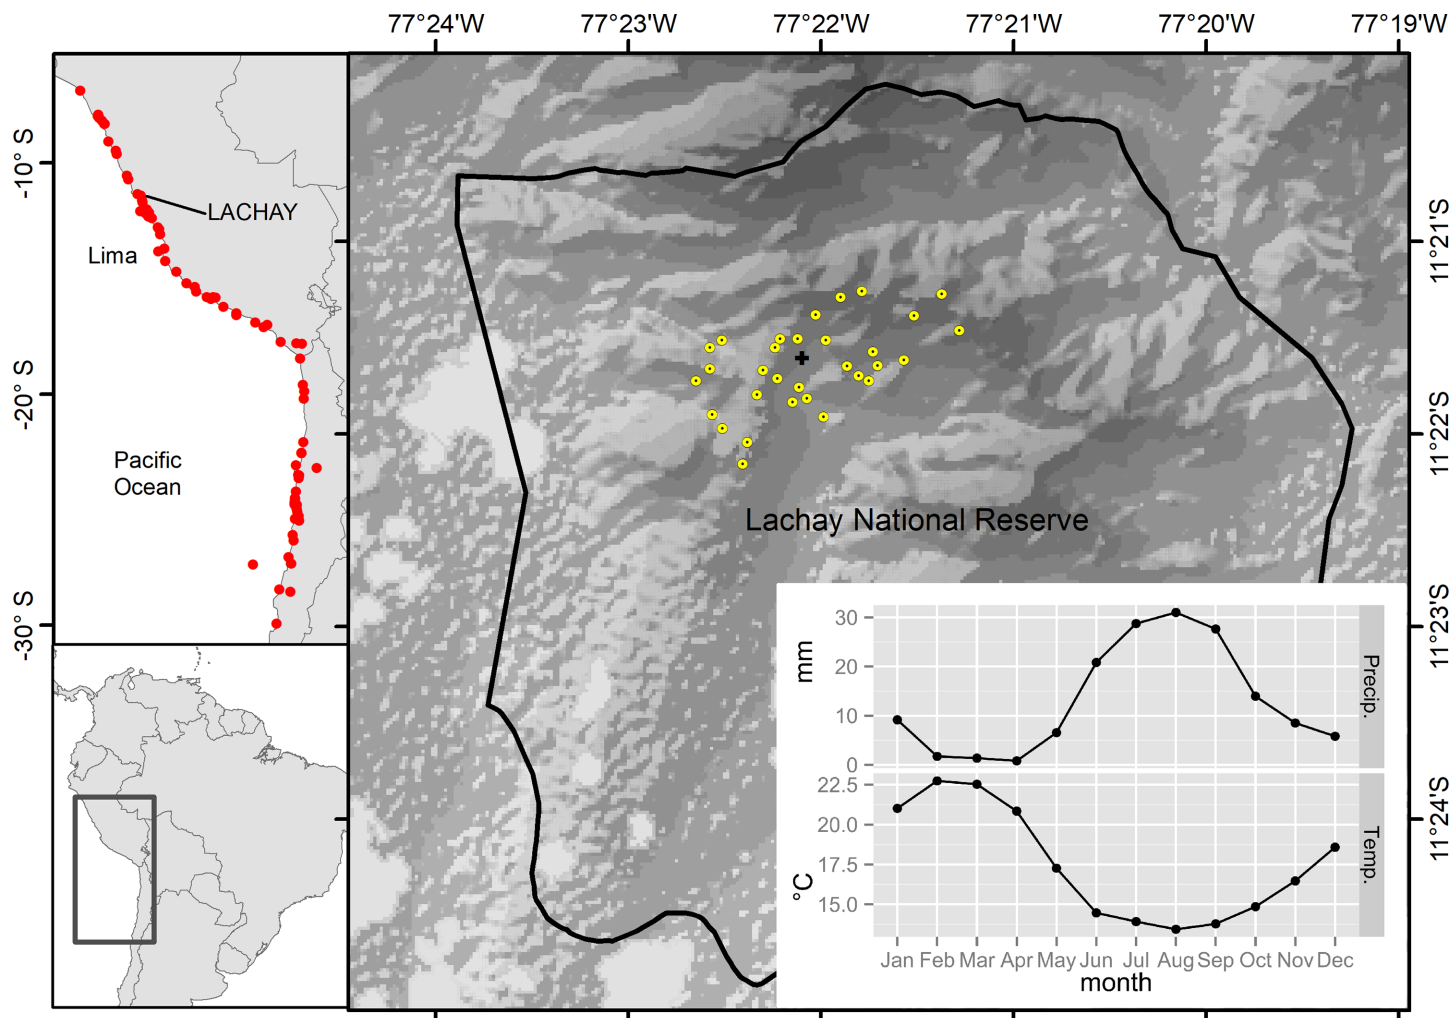 77°24'W 77°23'W 77°22'W 77°21'W 77°20'W 77°19'W
-10° S
-20° S
-30° S
LACHAY
Lima
Pacific
Ocean
11°21'S
11°22'S
11°23'S
11°24'S
Lachay National Reserve
mm
30
20
10
0
Precip.
°C
22.5
20.0
17.5
15.0
Temp.
Jan Feb Mar Apr May Jun Jul Aug Sep Oct Nov Dec
month